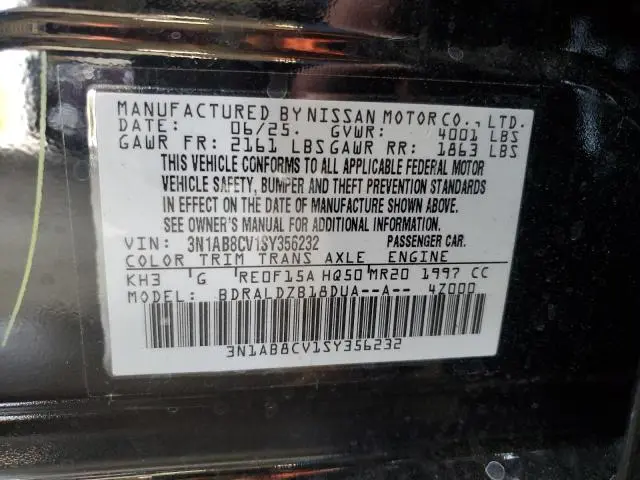 MANUFACTURED BY NISSAN MOTOR CO., LTD.
DATE: 06/25. GVWR: 4001 LBS
GAWR FR: 2161 LBS GAWR RR: 1863 LBS
THIS VEHICLE CONFORMS TO ALL APPLICABLE FEDERAL MOTOR
VEHICLE SAFETY, BUMPER AND THEFT PREVENTION STANDARDS
IN EFFECT ON THE DATE OF MANUFACTURE SHOWN ABOVE.
SEE OWNER'S MANUAL FOR ADDITIONAL INFORMATION.
VIN: 3N1AB8CV1SY356232 PASSENGER CAR.
COLOR TRIM TRANS AXLE ENGINE
KH3 G RE0F15A HQ50 MR20 1997 CC
MODEL: BDRALDZB18DUA--A-- 4Z000
3N1AB8CV1SY356232